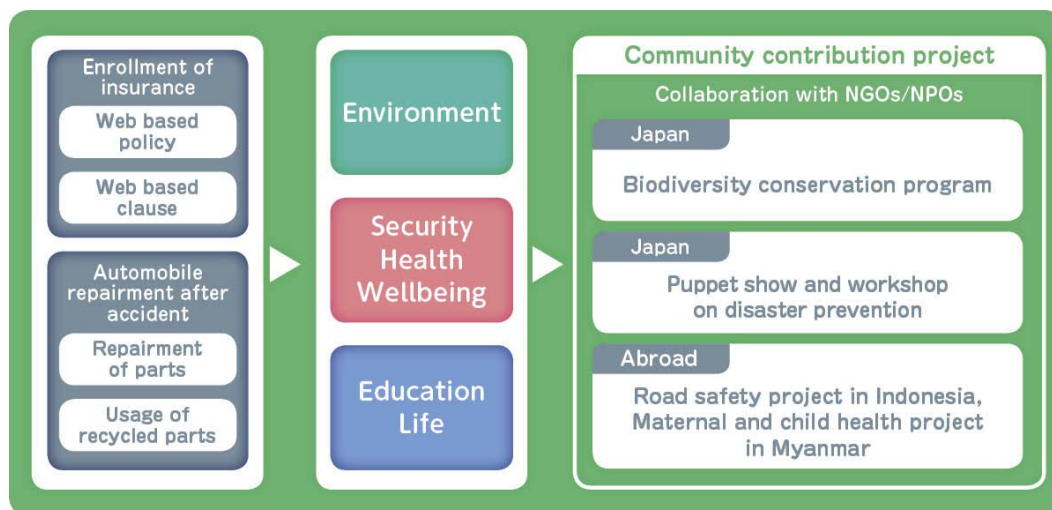 Enrollment of
insurance
Web based
policy
Web based
clause
Automobile
repairment after
accident
Repairment
of parts
Usage of
recycled parts
Environment
Security
Health
Wellbeing
Education
Life
Community contribution project
Collaboration with NGOs/NPOs
Japan
Biodiversity conservation program
Japan
Puppet show and workshop
on disaster prevention
Abroad
Road safety project in Indonesia,
Maternal and child health project
in Myanmar